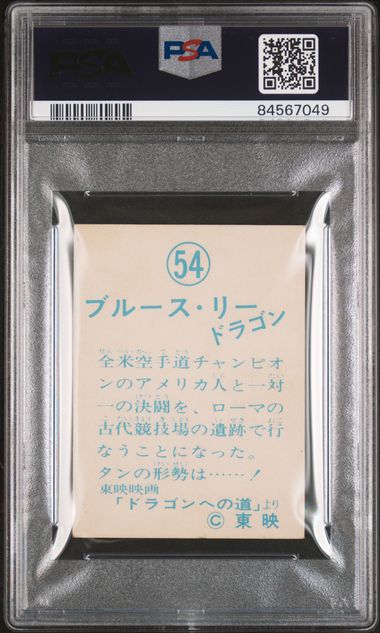 PSA
PSA
84567049
54
ブルース・リー
ドラゴン
全米空手道チャンピオ
ンのアメリカ人と一対
一の決闘を、ローマの
古代競技場の遺跡で行
なうことになった。
タンの形勢は……！
東映映画
「ドラゴンへの道」より
© 東映